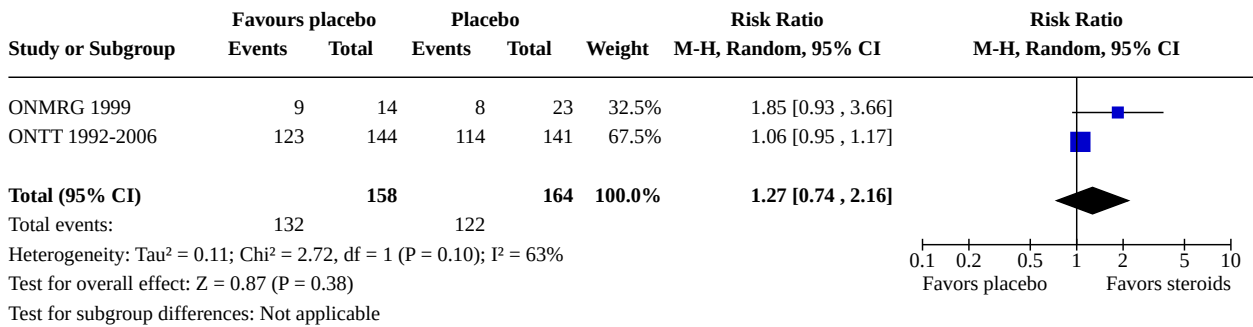 Favours placebo Placebo Risk Ratio Risk Ratio
Study or Subgroup Events Total Events Total Weight M-H, Random, 95% CI M-H, Random, 95% CI
ONMRG 1999 9 14 8 23 32.5% 1.85 [0.93 , 3.66]
ONTT 1992-2006 123 144 114 141 67.5% 1.06 [0.95 , 1.17]
Total (95% CI) 158 164 100.0% 1.27 [0.74 , 2.16]
Total events: 132 122
Heterogeneity: Tau² = 0.11; Chi² = 2.72, df = 1 (P = 0.10); I² = 63%
0.1 0.2 0.5 1 2 5 10
Test for overall effect: Z = 0.87 (P = 0.38) Favors placebo Favors steroids
Test for subgroup differences: Not applicable